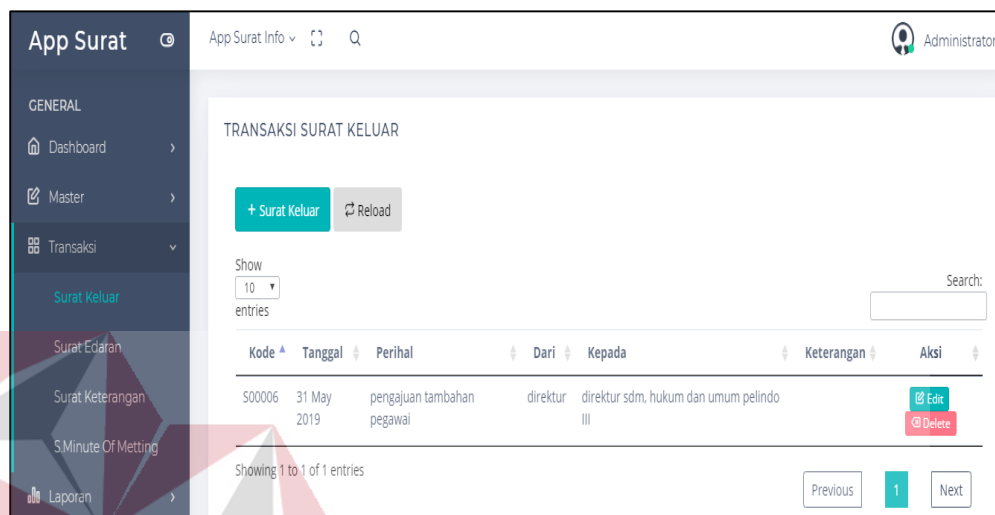 App Surat
App Surat Info
Administrator
GENERAL
Dashboard
Master
Transaksi
Surat Keluar
Surat Edaran
Surat Keterangan
S.Minute Of Metting
Laporan
TRANSAKSI SURAT KELUAR
+ Surat Keluar Reload
Show
10
entries
Search:
Kode Tanggal Perihal Dari Kepada Keterangan Aksi
S00006 31 May pengajuan tambahan direktur direktur sdm, hukum dan umum pelindo Edit
2019 pegawai III Delete
Showing 1 to 1 of 1 entries
Previous 1 Next